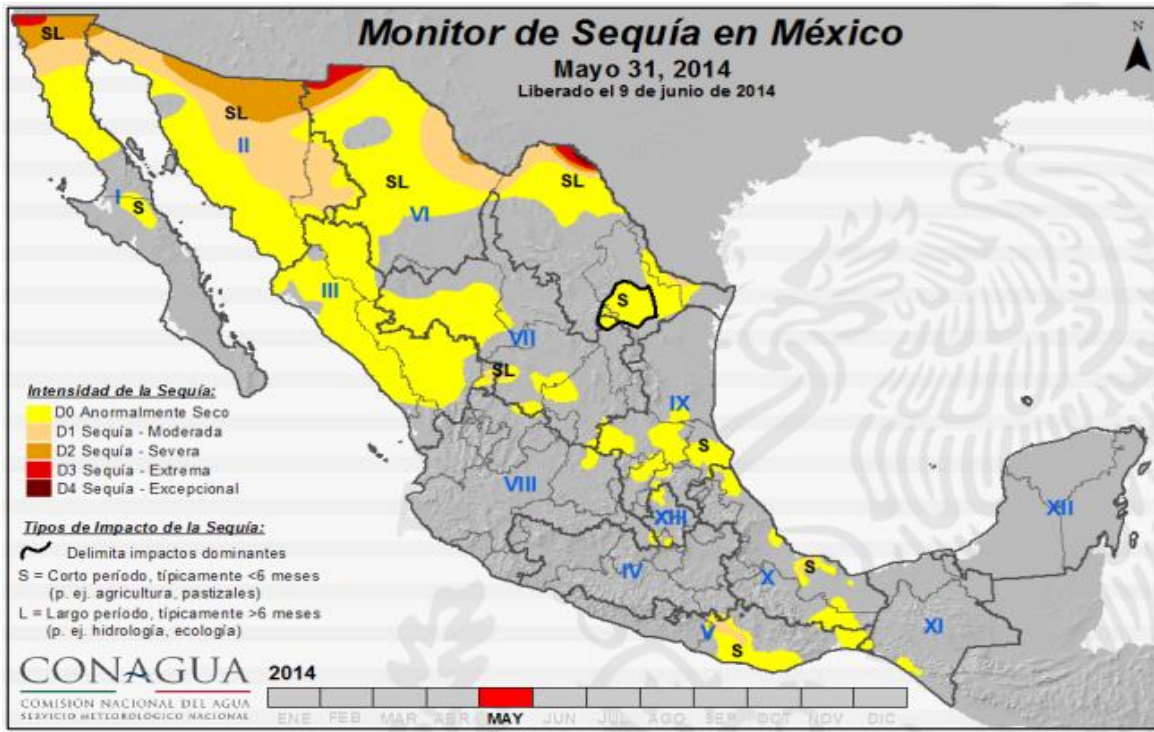 Monitor de Sequía en México
Mayo 31, 2014
Liberado el 9 de junio de 2014
N
SL
SL
II
I
S
SL
VI
SL
III
S
VII
SL
IX
S
VIII
XIII
IV
X
S
V
S
XI
XII
Intensidad de la Sequía:
D0 Anormalmente Seco
D1 Sequía - Moderada
D2 Sequía - Severa
D3 Sequía - Extrema
D4 Sequía - Excepcional
Tipos de Impacto de la Sequía:
Delimita impactos dominantes
S = Corto período, típicamente <6 meses
(p. ej. agricultura, pastizales)
L = Largo período, típicamente >6 meses
(p. ej. hidrología, ecología)
CONAGUA
COMISIÓN NACIONAL DEL AGUA
SERVICIO METEOROLÓGICO NACIONAL
2014
ENE FEB MAR ABR MAY JUN JUL AGO SEP OCT NOV DIC